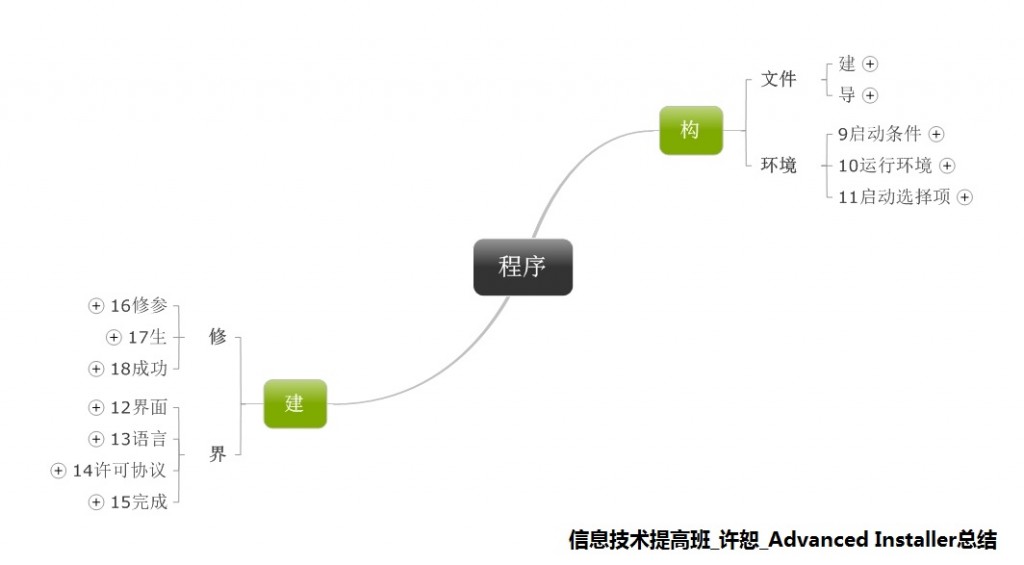 程序
构
文件
建
导
环境
9启动条件
10运行环境
11启动选择项
建
修
16修参
17生
18成功
界
12界面
13语言
14许可协议
15完成
信息技术提高班_许恕_Advanced Installer总结